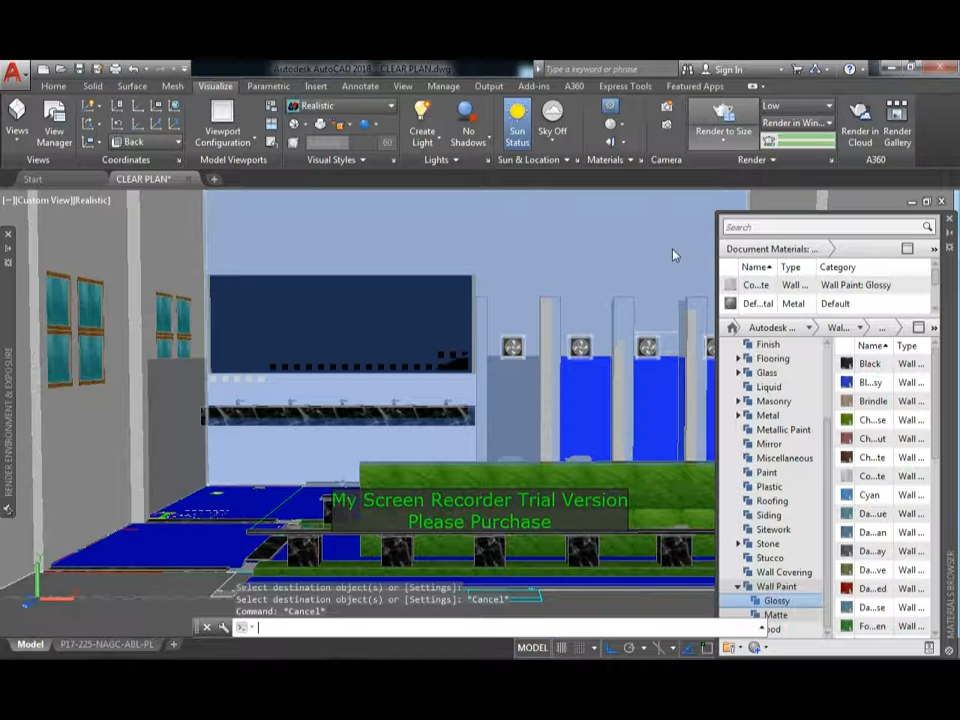 Autodesk AutoCAD 2018 CLEAR PLAN.dwg
Type a keyword or phrase
Sign In
Home Solid Surface Mesh Visualize Parametric Insert Annotate View Manage Output Add-ins A360 Express Tools Featured Apps
Views
View Manager
Back
Coordinates
Viewport Configuration
Model Viewports
Realistic
60
Visual Styles
Create Light
No Shadows
Lights
Sun Status
Sky Off
Sun & Location
Materials
Camera
Render to Size
Low
Render in Win...
Render
Render in Cloud
Render Gallery
A360
Start
CLEAR PLAN*
[−][Custom View][Realistic]
RENDER ENVIRONMENT & EXPOSURE
Search
Document Materials: ...
Name Type Category
Co...te Wall ... Wall Paint: Glossy
Def...tal Metal Default
Autodesk ... Wal... ...
Finish
Flooring
Glass
Liquid
Masonry
Metal
Metallic Paint
Mirror
Miscellaneous
Paint
Plastic
Roofing
Siding
Sitework
Stone
Stucco
Wall Covering
Wall Paint
Glossy
Matte
ood
Name Type
Black Wall ...
Bl...sy Wall ...
Brindle Wall ...
Ch...se Wall ...
Ch...ut Wall ...
Ch...te Wall ...
Co...te Wall ...
Cyan Wall ...
Da...ue Wall ...
Da...an Wall ...
Da...ay Wall ...
Da...ve Wall ...
Da...ed Wall ...
Da...se Wall ...
Fo...en Wall ...
MATERIALS BROWSER
My Screen Recorder Trial Version
Please Purchase
Select destination object(s) or [Settings]:
Select destination object(s) or [Settings]: *Cancel*
Command: *Cancel*
Model
P17-225-NAGC-ABL-PL
MODEL